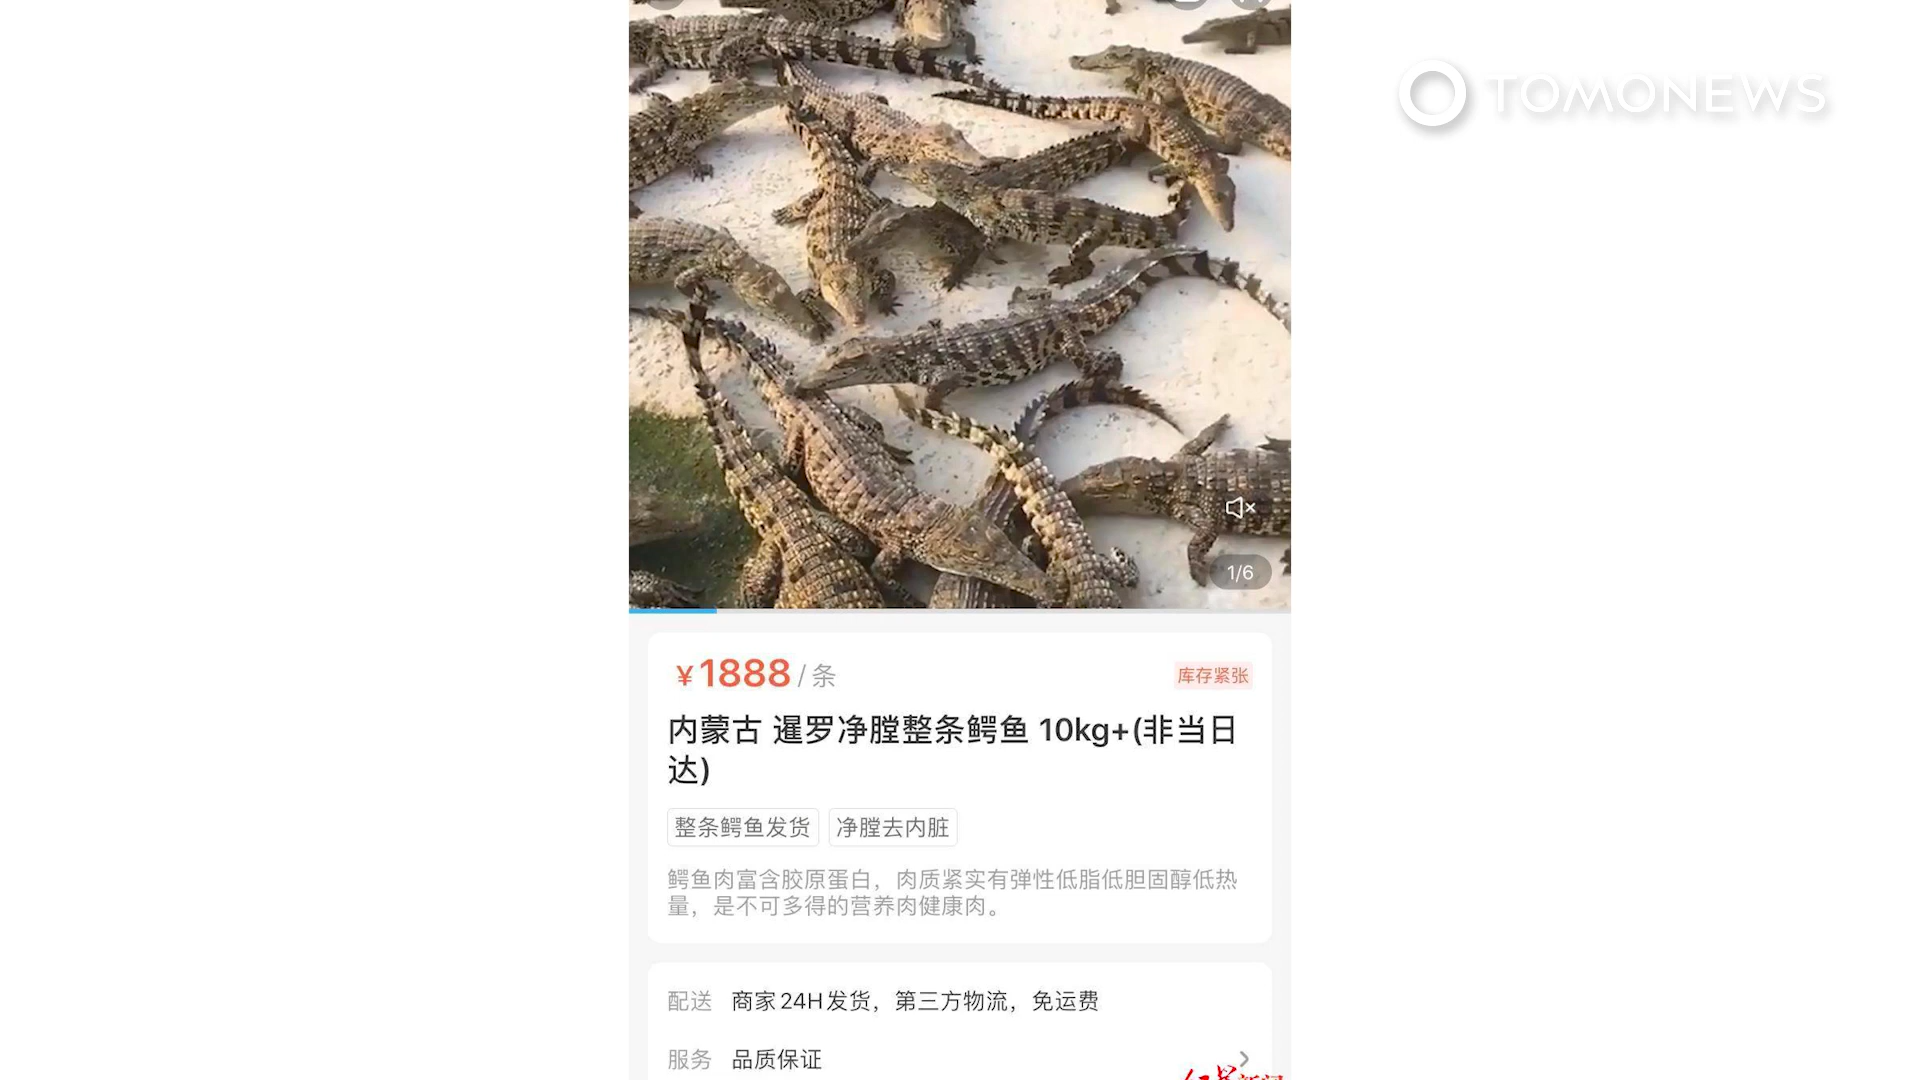 TOMONEWS
1/6
¥1888/条
库存紧张
内蒙古 暹罗净膛整条鳄鱼 10kg+(非当日
达)
整条鳄鱼发货 净膛去内脏
鳄鱼肉富含胶原蛋白，肉质紧实有弹性低脂低胆固醇低热
量，是不可多得的营养肉健康肉。
配送 商家24H发货，第三方物流，免运费
服务 品质保证